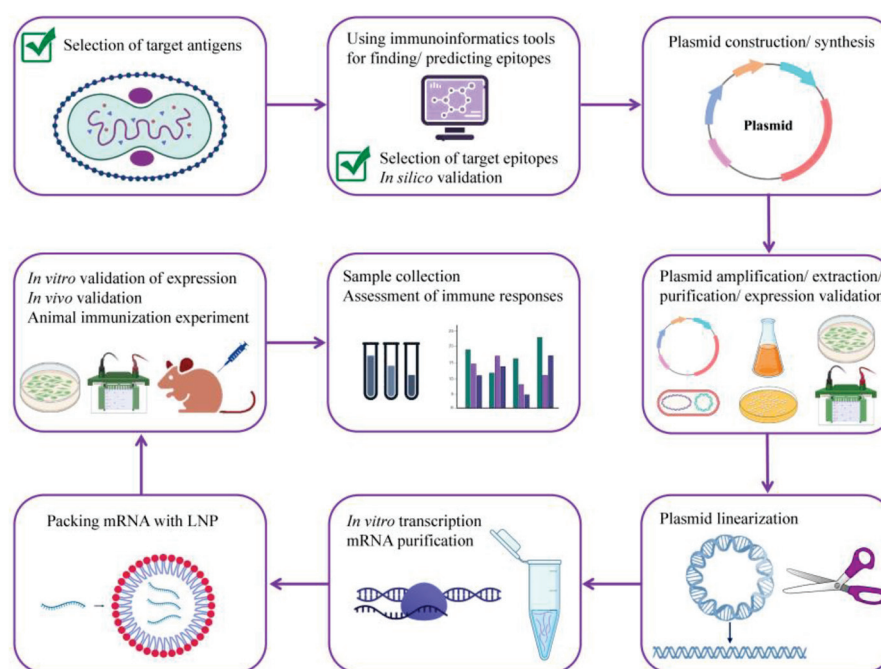 Selection of target antigens
Using immunoinformatics tools
for finding/ predicting epitopes
Selection of target epitopes
In silico validation
Plasmid construction/ synthesis
Plasmid
In vitro validation of expression
In vivo validation
Animal immunization experiment
Sample collection
Assessment of immune responses
Plasmid amplification/ extraction/
purification/ expression validation
Packing mRNA with LNP
In vitro transcription
mRNA purification
Plasmid linearization